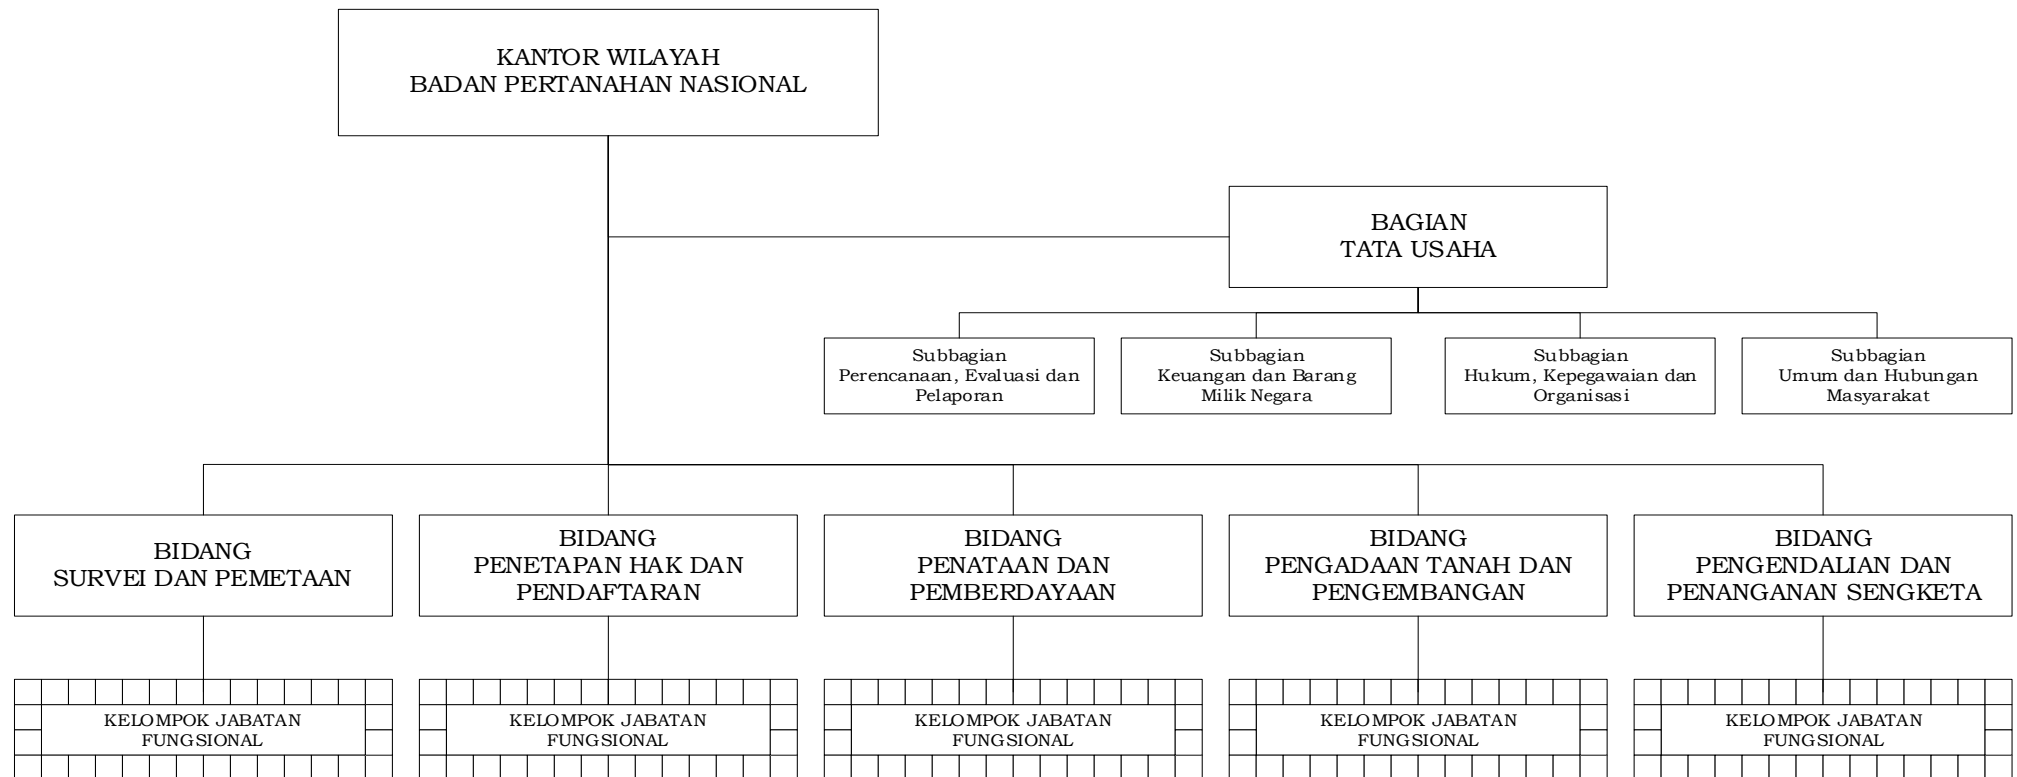 KANTOR WILAYAH
BADAN PERTANAHAN NASIONAL
BAGIAN
TATA USAHA
Subbagian
Perencanaan, Evaluasi dan
Pelaporan
Subbagian
Keuangan dan Barang
Milik Negara
Subbagian
Hukum, Kepegawaian dan
Organisasi
Subbagian
Umum dan Hubungan
Masyarakat
BIDANG
SURVEI DAN PEMETAAN
BIDANG
PENETAPAN HAK DAN
PENDAFTARAN
BIDANG
PENATAAN DAN
PEMBERDAYAAN
BIDANG
PENGADAAN TANAH DAN
PENGEMBANGAN
BIDANG
PENGENDALIAN DAN
PENANGANAN SENGKETA
KELOMPOK JABATAN
FUNGSIONAL
KELOMPOK JABATAN
FUNGSIONAL
KELOMPOK JABATAN
FUNGSIONAL
KELOMPOK JABATAN
FUNGSIONAL
KELOMPOK JABATAN
FUNGSIONAL